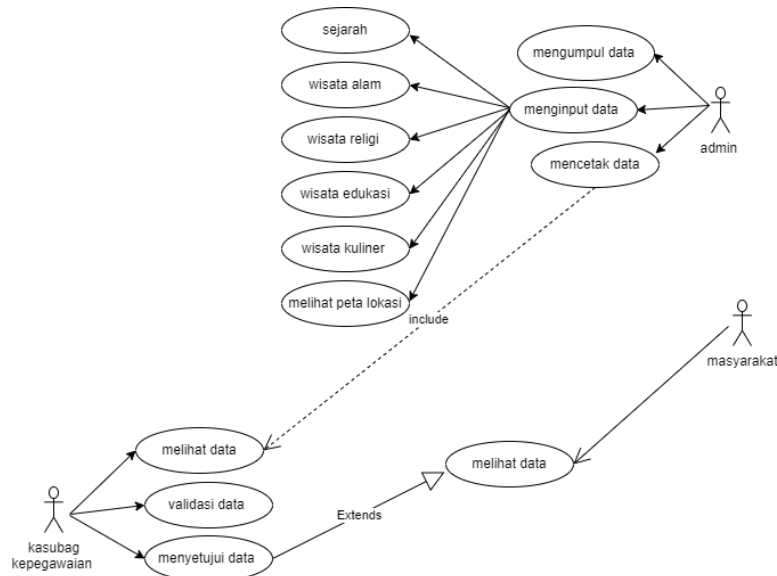 sejarah
mengumpul data
wisata alam
menginput data
admin
wisata religi
mencetak data
wisata edukasi
wisata kuliner
melihat peta lokasi
include
masyarakat
melihat data
melihat data
validasi data
Extends
kasubag
kepegawaian
menyetujui data